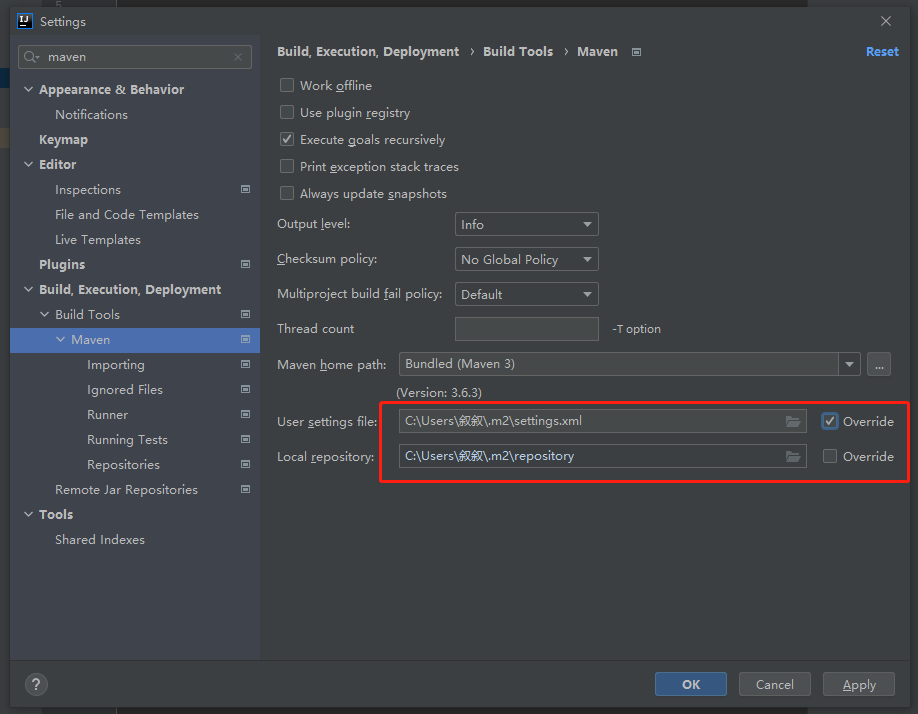 5
IJ Settings
maven
Appearance & Behavior
Notifications
Keymap
Editor
Inspections
File and Code Templates
Live Templates
Plugins
Build, Execution, Deployment
Build Tools
Maven
Importing
Ignored Files
Runner
Running Tests
Repositories
Remote Jar Repositories
Tools
Shared Indexes
Build, Execution, Deployment › Build Tools › Maven
Reset
Work offline
Use plugin registry
Execute goals recursively
Print exception stack traces
Always update snapshots
Output level: Info
Checksum policy: No Global Policy
Multiproject build fail policy: Default
Thread count -T option
Maven home path: Bundled (Maven 3) ...
(Version: 3.6.3)
User settings file: C:\Users\叙叙\.m2\settings.xml Override
Local repository: C:\Users\叙叙\.m2\repository Override
? OK Cancel Apply